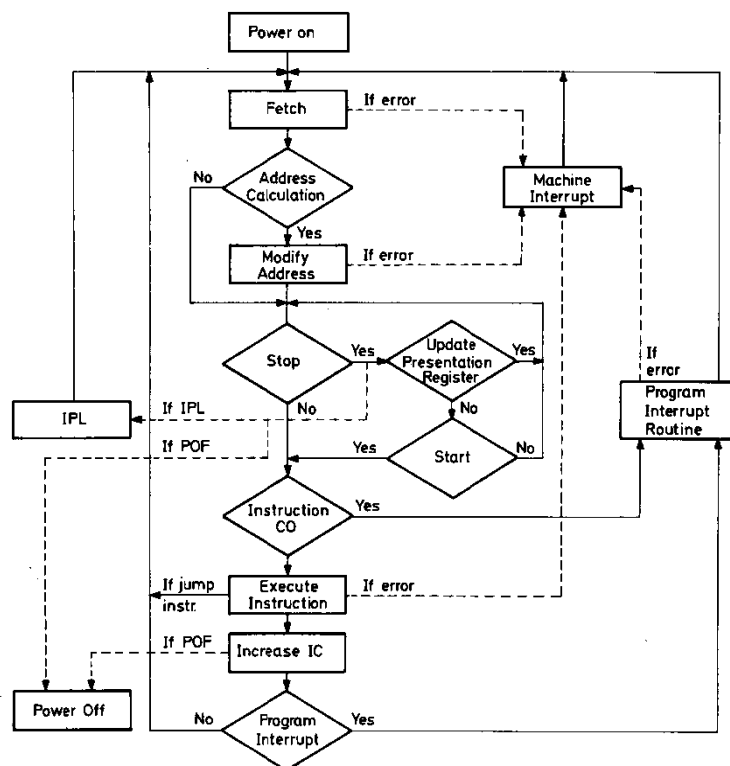 Power on
Fetch
If error
No
Address
Calculation
Machine
Interrupt
Yes
Modify
Address
If error
Stop
Yes
Update
Presentation
Register
Yes
If
error
IPL
If IPL
No
No
Program
Interrupt
Routine
If POF
Yes
Start
No
Instruction
CO
Yes
If jump
instr.
Execute
Instruction
If error
If POF
Increase IC
Power Off
No
Program
Interrupt
Yes